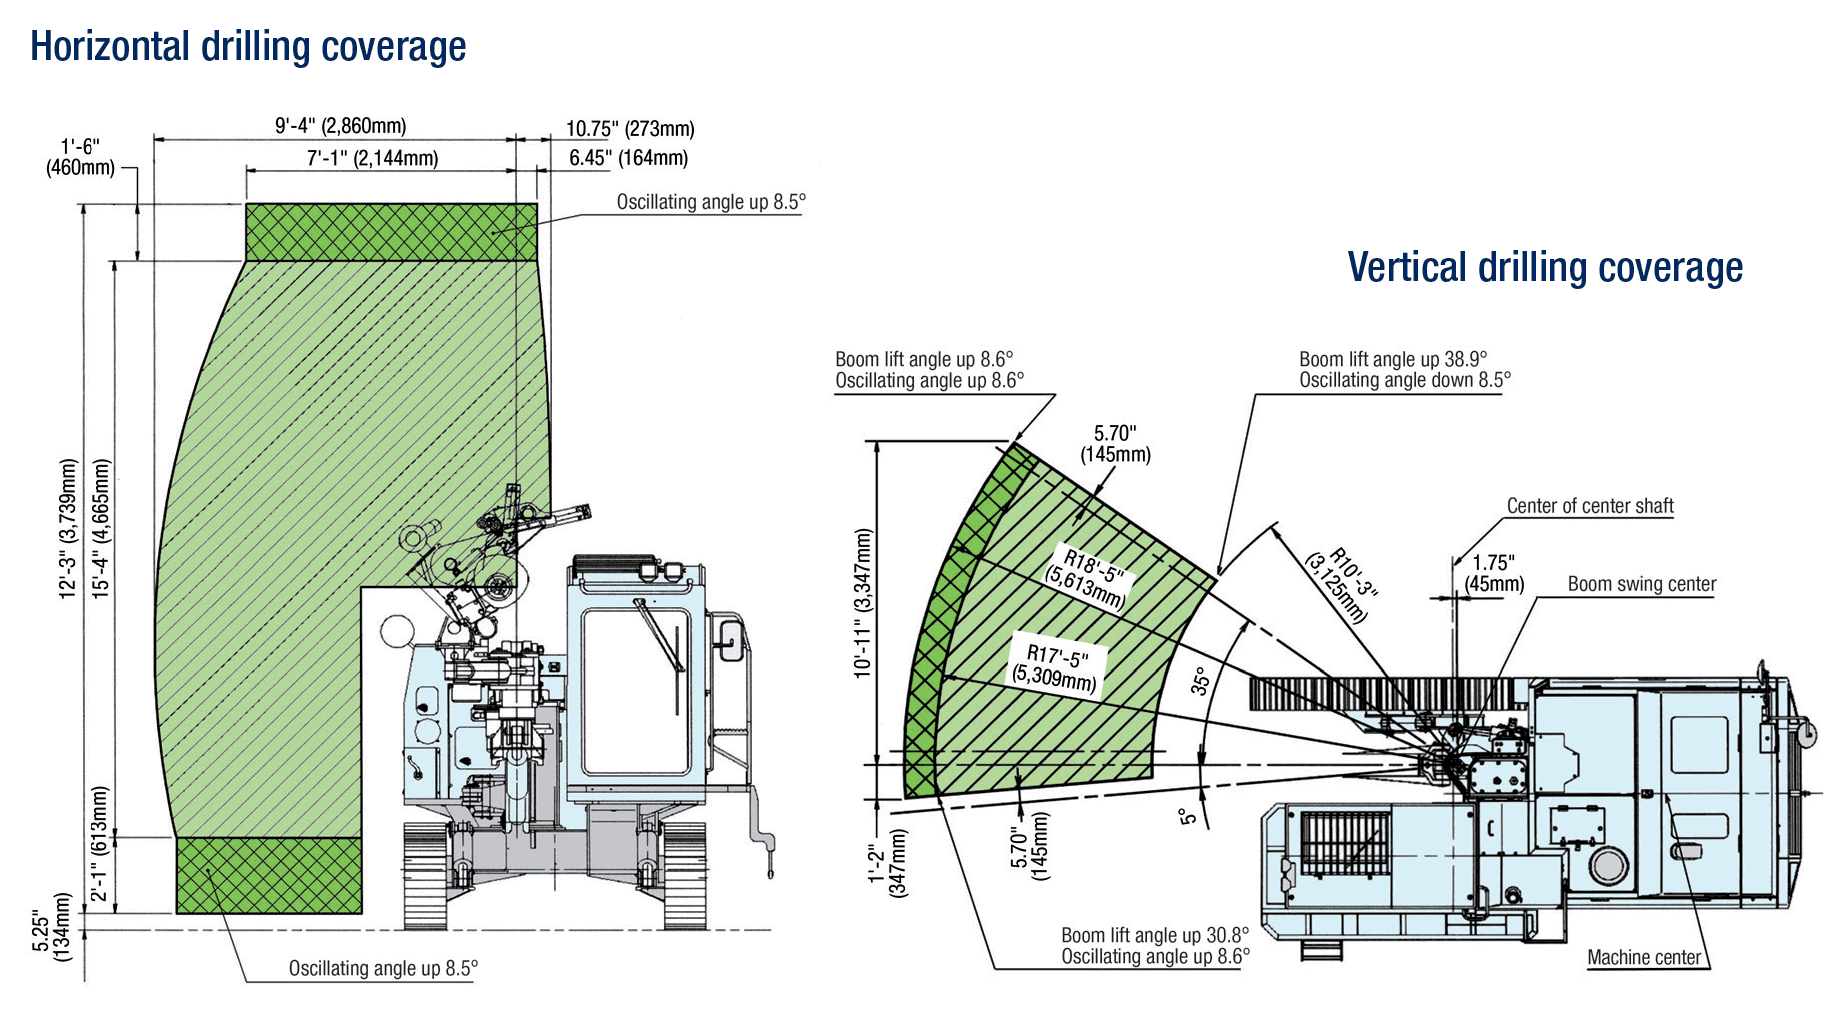 Horizontal drilling coverage
9'-4" (2,860mm)
10.75" (273mm)
1'-6"
(460mm)
7'-1" (2,144mm)
6.45" (164mm)
Oscillating angle up 8.5°
12'-3" (3,739mm)
15'-4" (4,665mm)
2'-1" (613mm)
5.25"
(134mm)
Oscillating angle up 8.5°
Vertical drilling coverage
Boom lift angle up 8.6°
Oscillating angle up 8.6°
Boom lift angle up 38.9°
Oscillating angle down 8.5°
5.70"
(145mm)
Center of center shaft
R10'-3"
(3,125mm)
1.75"
(45mm)
Boom swing center
R18'-5"
(5,613mm)
10'-11" (3,347mm)
R17'-5"
(5,309mm)
35°
5°
5.70"
(145mm)
1'-2"
(347mm)
Boom lift angle up 30.8°
Oscillating angle up 8.6°
Machine center